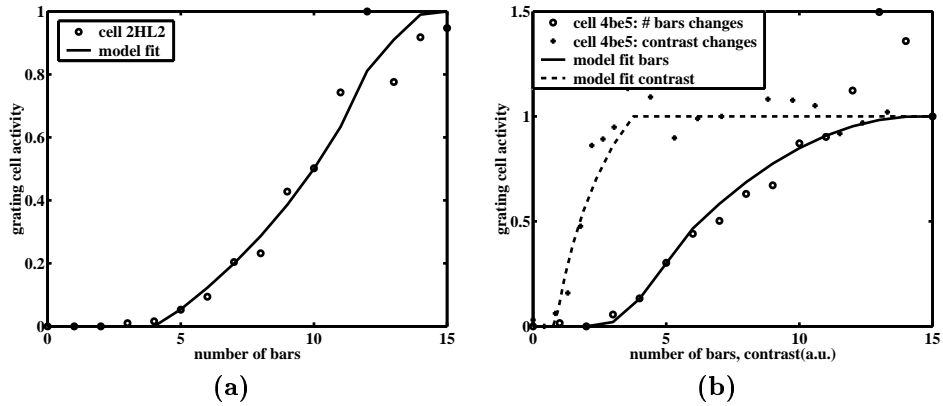 1
0.8
0.6
0.4
0.2
0
grating cell activity
cell 2HL2
model fit
0
5
10
15
number of bars
(a)
1.5
1
0.5
0
grating cell activity
cell 4be5: # bars changes
cell 4be5: contrast changes
model fit bars
model fit contrast
0
5
10
15
number of bars, contrast(a.u.)
(b)